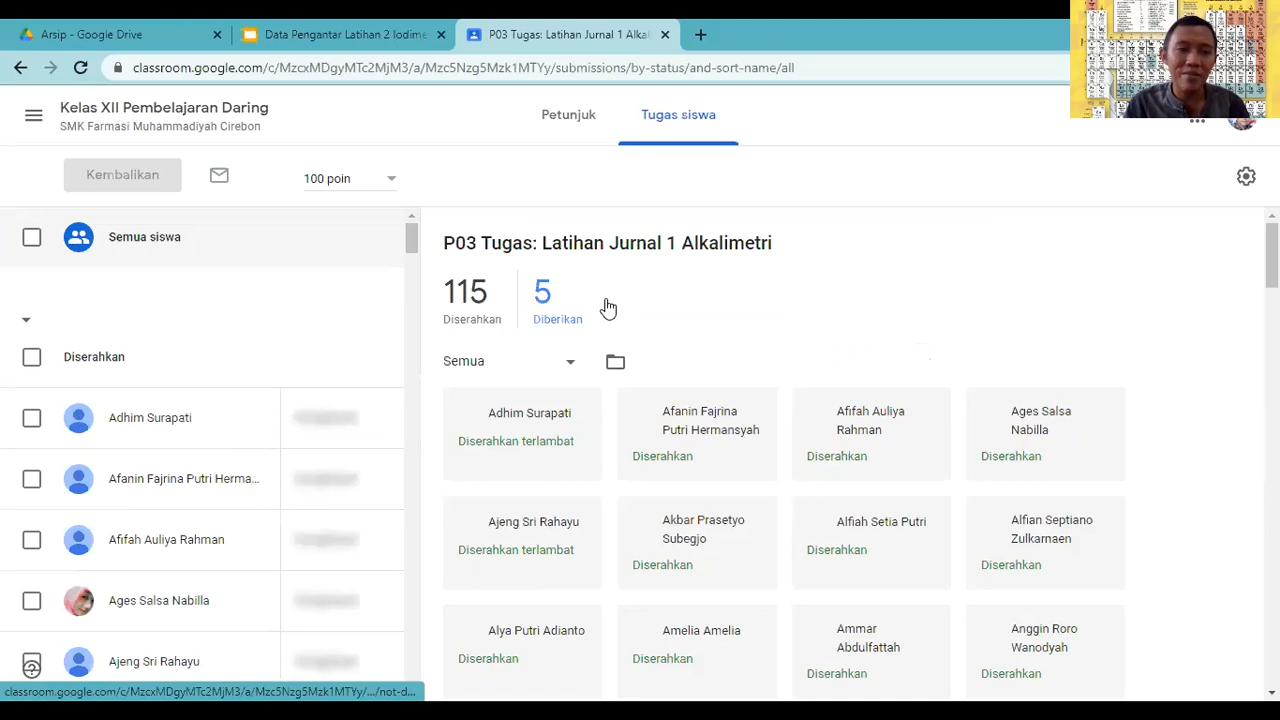 Arsip - Google Drive
Data Pengantar Latihan 2.1
P03 Tugas: Latihan Jurnal 1 Alkal
classroom.google.com/c/MzcxMDgyMTc2MjM3/a/Mzc5Nzg5Mzk1MTYy/submissions/by-status/and-sort-name/all
Kelas XII Pembelajaran Daring
SMK Farmasi Muhammadiyah Cirebon
Petunjuk
Tugas siswa
Kembalikan
100 poin
Semua siswa
P03 Tugas: Latihan Jurnal 1 Alkalimetri
115
5
Diserahkan
Diberikan
Semua
Diserahkan
Adhim Surapati
Afanin Fajrina Putri Herma...
Afifah Auliya Rahman
Ages Salsa Nabilla
Ajeng Sri Rahayu
Adhim Surapati
Diserahkan terlambat
Afanin Fajrina
Putri Hermansyah
Diserahkan
Afifah Auliya
Rahman
Diserahkan
Ages Salsa
Nabilla
Diserahkan
Ajeng Sri Rahayu
Diserahkan terlambat
Akbar Prasetyo
Subegjo
Diserahkan
Alfiah Setia Putri
Diserahkan
Alfian Septiano
Zulkarnaen
Diserahkan
Alya Putri Adianto
Diserahkan
Amelia Amelia
Diserahkan
Ammar
Abdulfattah
Diserahkan
Anggin Roro
Wanodyah
Diserahkan
classroom.google.com/c/MzcxMDgyMTc2MjM3/a/Mzc5Nzg5Mzk1MTYy/.../not-d...